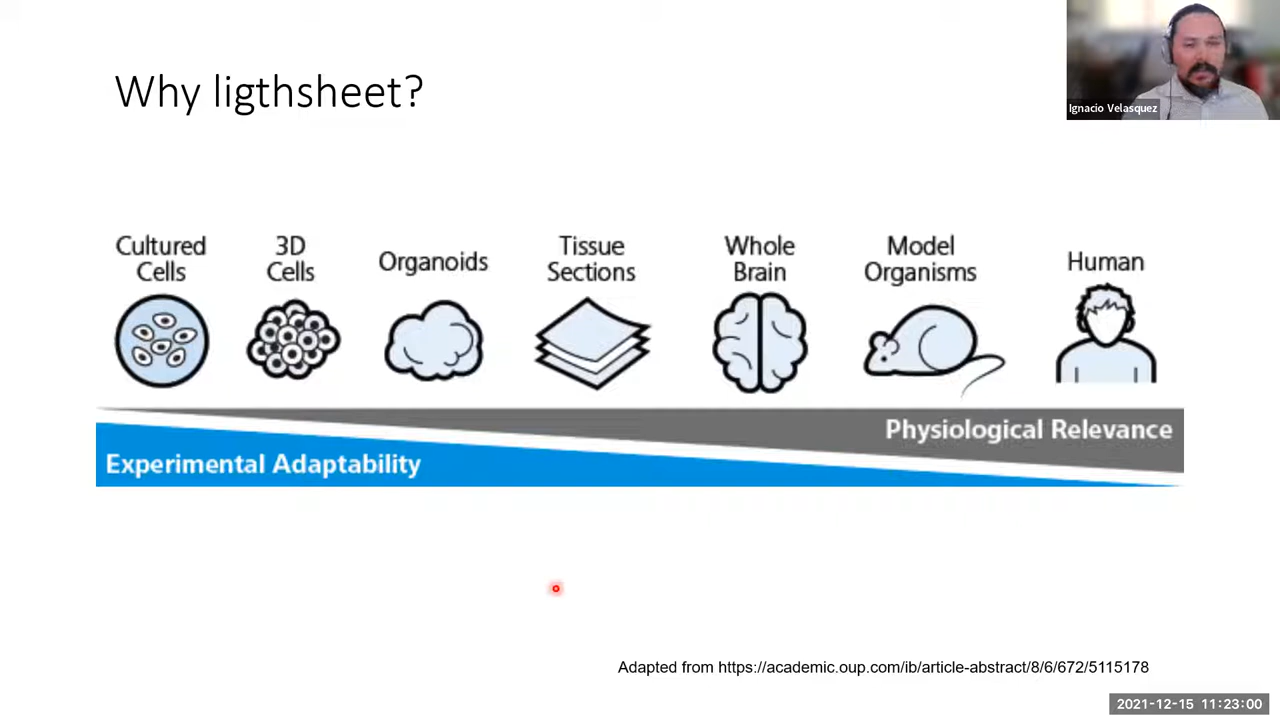 Why ligthsheet?
Ignacio Velasquez
Cultured
Cells
3D
Cells
Organoids
Tissue
Sections
Whole
Brain
Model
Organisms
Human
Physiological Relevance
Experimental Adaptability
Adapted from https://academic.oup.com/ib/article-abstract/8/6/672/5115178
2021-12-15 11:23:00